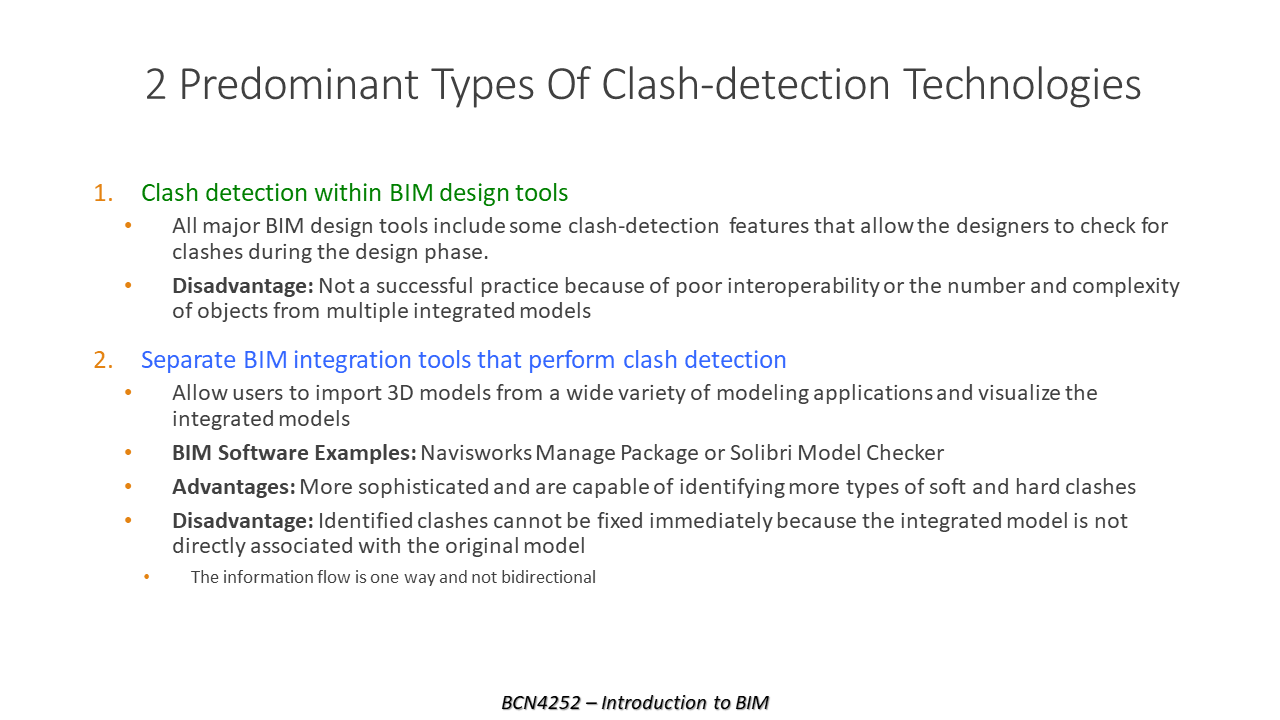 2 Predominant Types Of Clash-detection Technologies
1. Clash detection within BIM design tools
• All major BIM design tools include some clash-detection features that allow the designers to check for
clashes during the design phase.
• Disadvantage: Not a successful practice because of poor interoperability or the number and complexity
of objects from multiple integrated models
2. Separate BIM integration tools that perform clash detection
• Allow users to import 3D models from a wide variety of modeling applications and visualize the
integrated models
• BIM Software Examples: Navisworks Manage Package or Solibri Model Checker
• Advantages: More sophisticated and are capable of identifying more types of soft and hard clashes
• Disadvantage: Identified clashes cannot be fixed immediately because the integrated model is not
directly associated with the original model
• The information flow is one way and not bidirectional
BCN4252 – Introduction to BIM